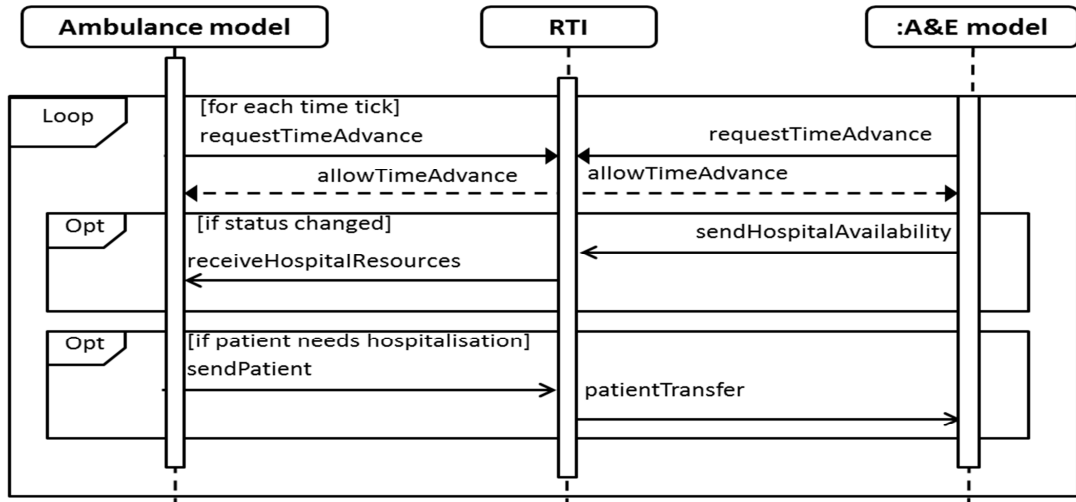 Ambulance model
RTI
:A&E model
Loop
[for each time tick]
requestTimeAdvance
requestTimeAdvance
allowTimeAdvance
allowTimeAdvance
Opt
[if status changed]
sendHospitalAvailability
receiveHospitalResources
Opt
[if patient needs hospitalisation]
sendPatient
patientTransfer